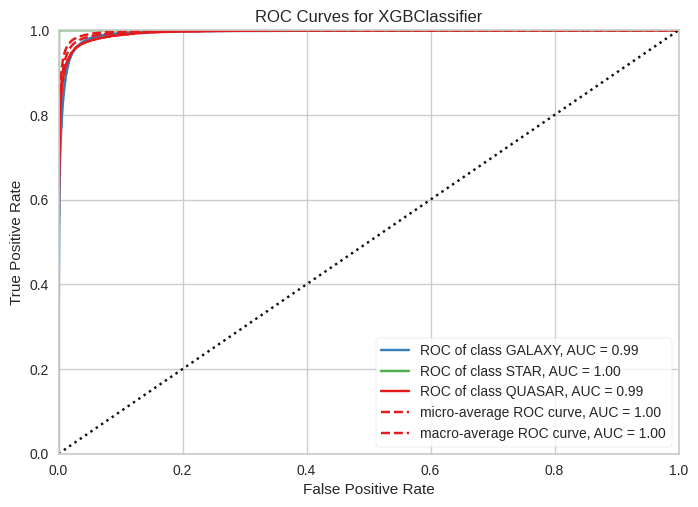 ROC Curves for XGBClassifier
True Positive Rate
1.0
0.8
0.6
0.4
0.2
0.0
ROC of class GALAXY, AUC = 0.99
ROC of class STAR, AUC = 1.00
ROC of class QUASAR, AUC = 0.99
micro-average ROC curve, AUC = 1.00
macro-average ROC curve, AUC = 1.00
0.0 0.2 0.4 0.6 0.8 1.0
False Positive Rate